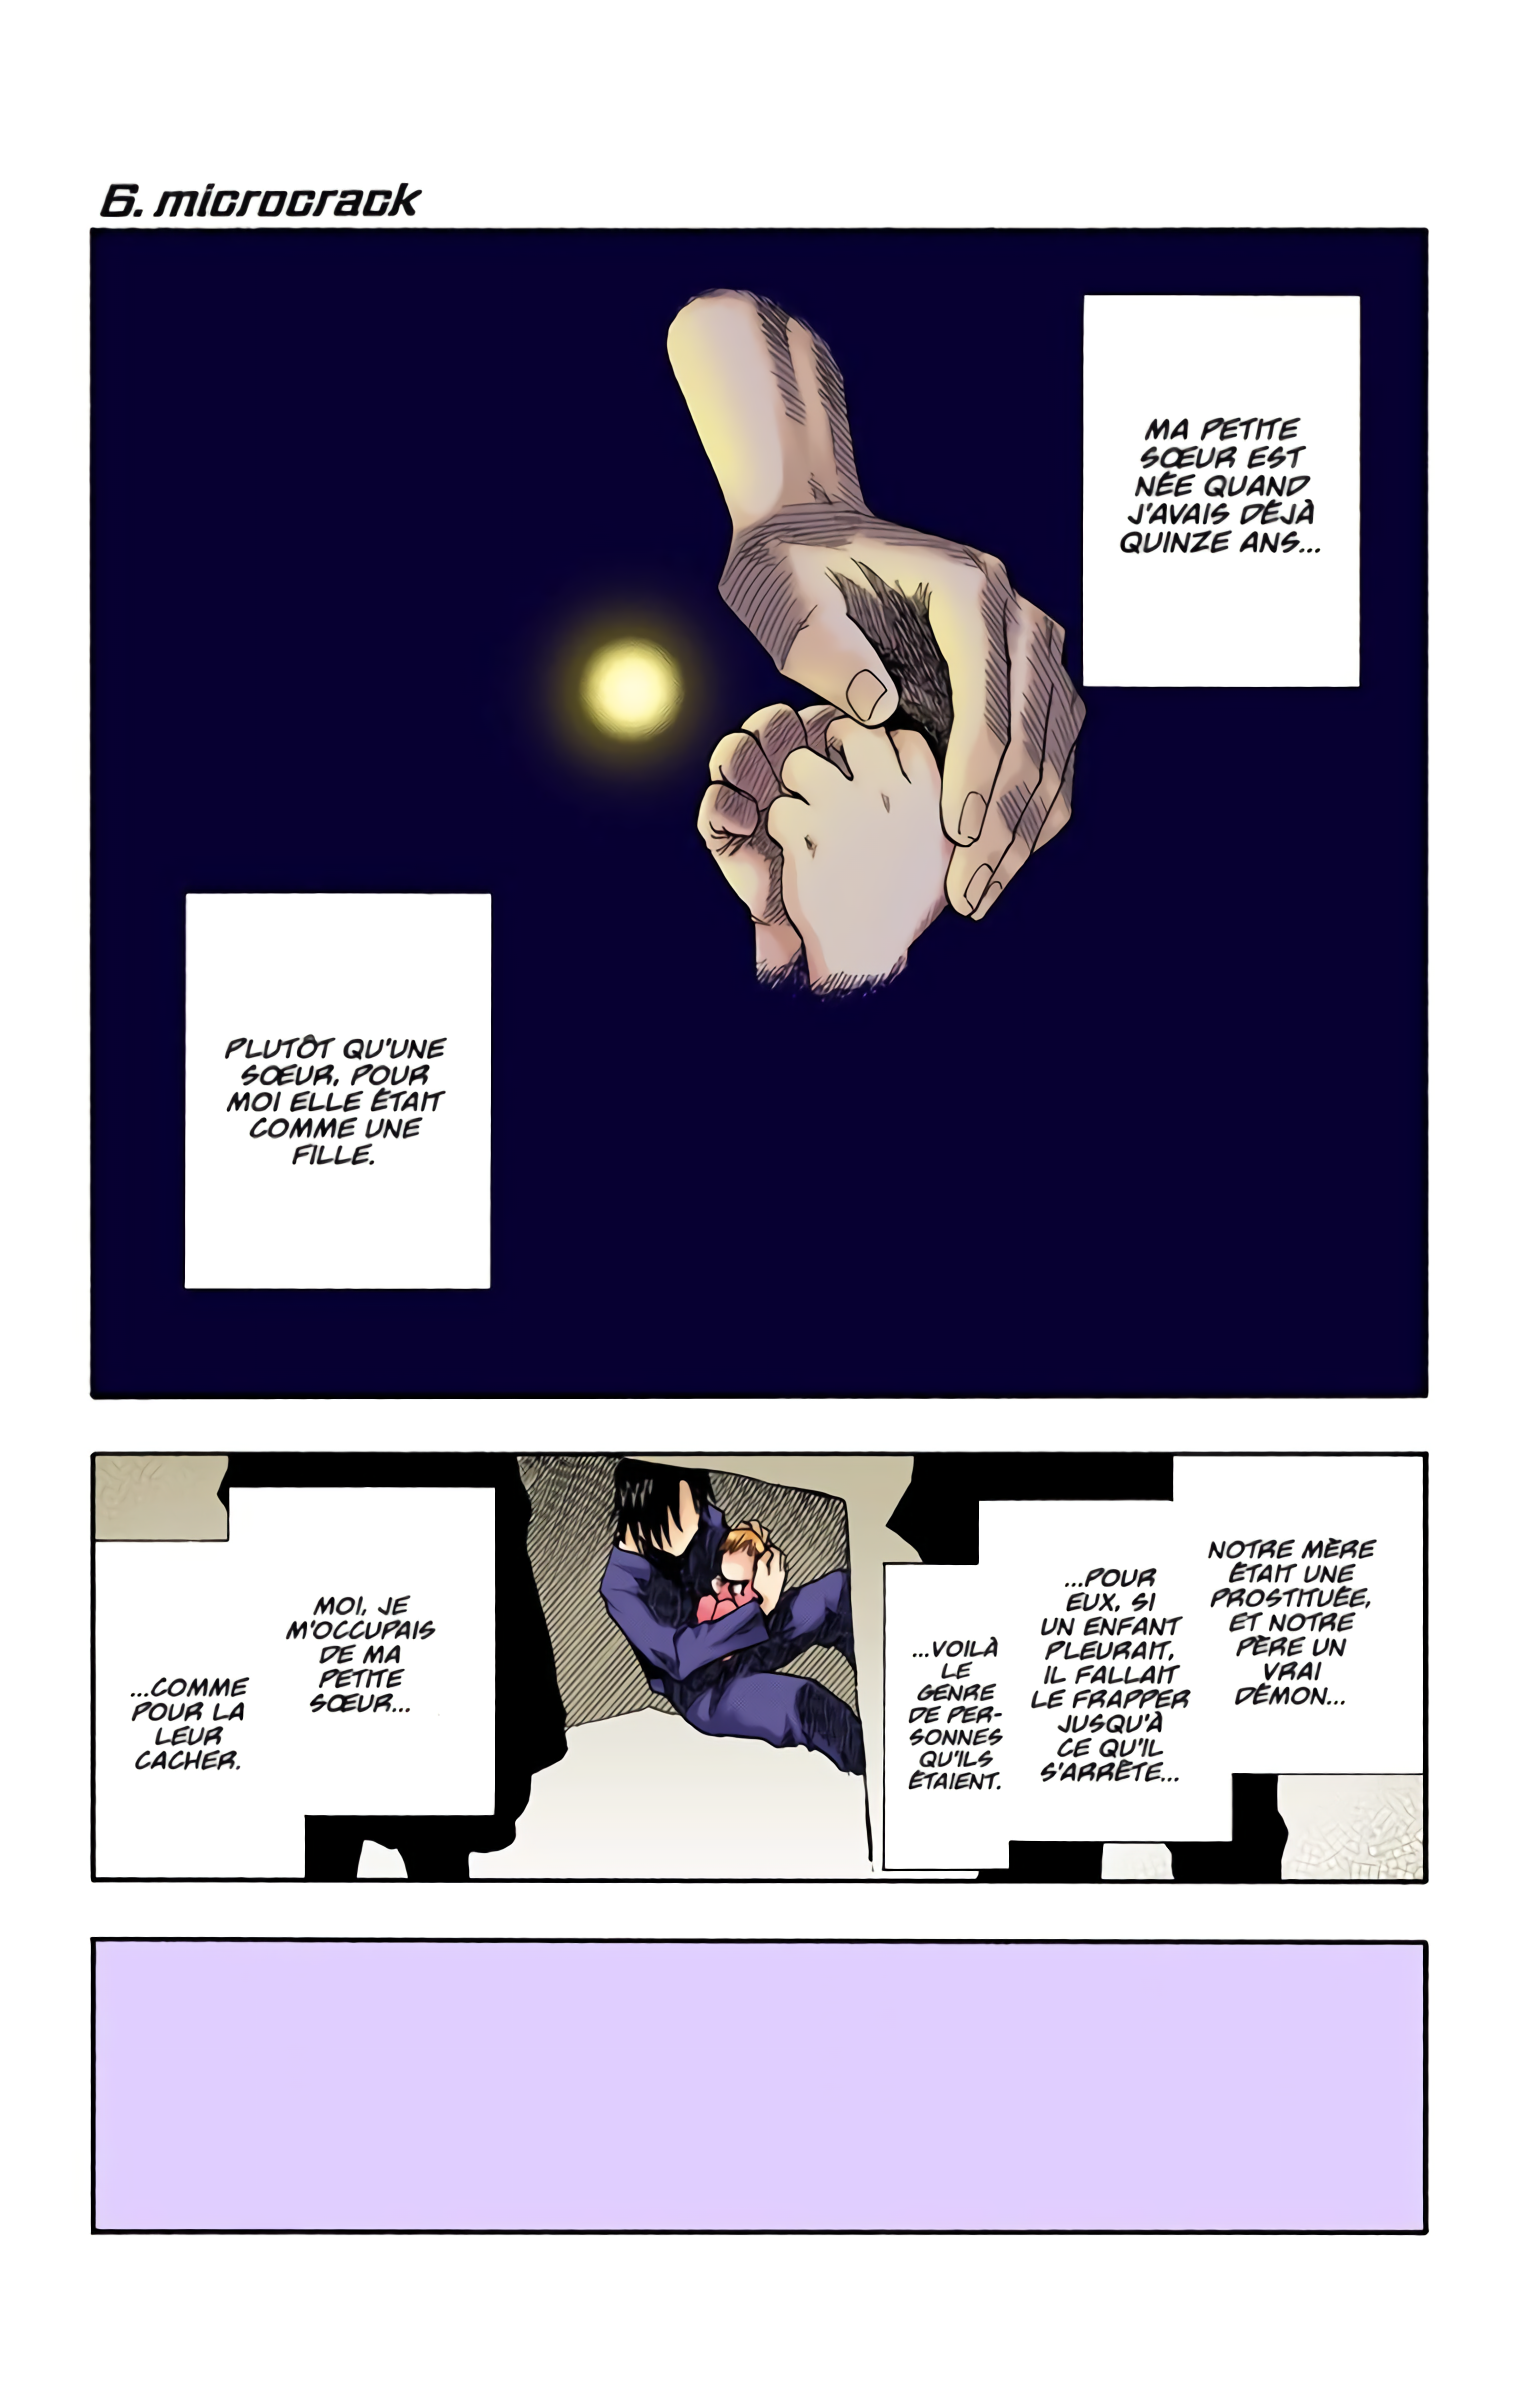 6. microcrack
MA PETITE
SŒUR EST
NÉE QUAND
J'AVAIS DÉJÀ
QUINZE ANS...
PLUTÔT QU'UNE
SŒUR, POUR
MOI ELLE ÉTAIT
COMME UNE
FILLE.
NOTRE MÈRE
ÉTAIT UNE
PROSTITUÉE,
ET NOTRE
PÈRE UN
VRAI
DÉMON...
...POUR
EUX, SI
UN ENFANT
PLEURAIT,
IL FALLAIT
LE FRAPPER
JUSQU'À
CE QU'IL
S'ARRÊTE...
...VOILÀ
LE
GENRE
DE PER-
SONNES
QU'ILS
ÉTAIENT.
MOI, JE
M'OCCUPAIS
DE MA
PETITE
SŒUR...
...COMME
POUR LA
LEUR
CACHER.